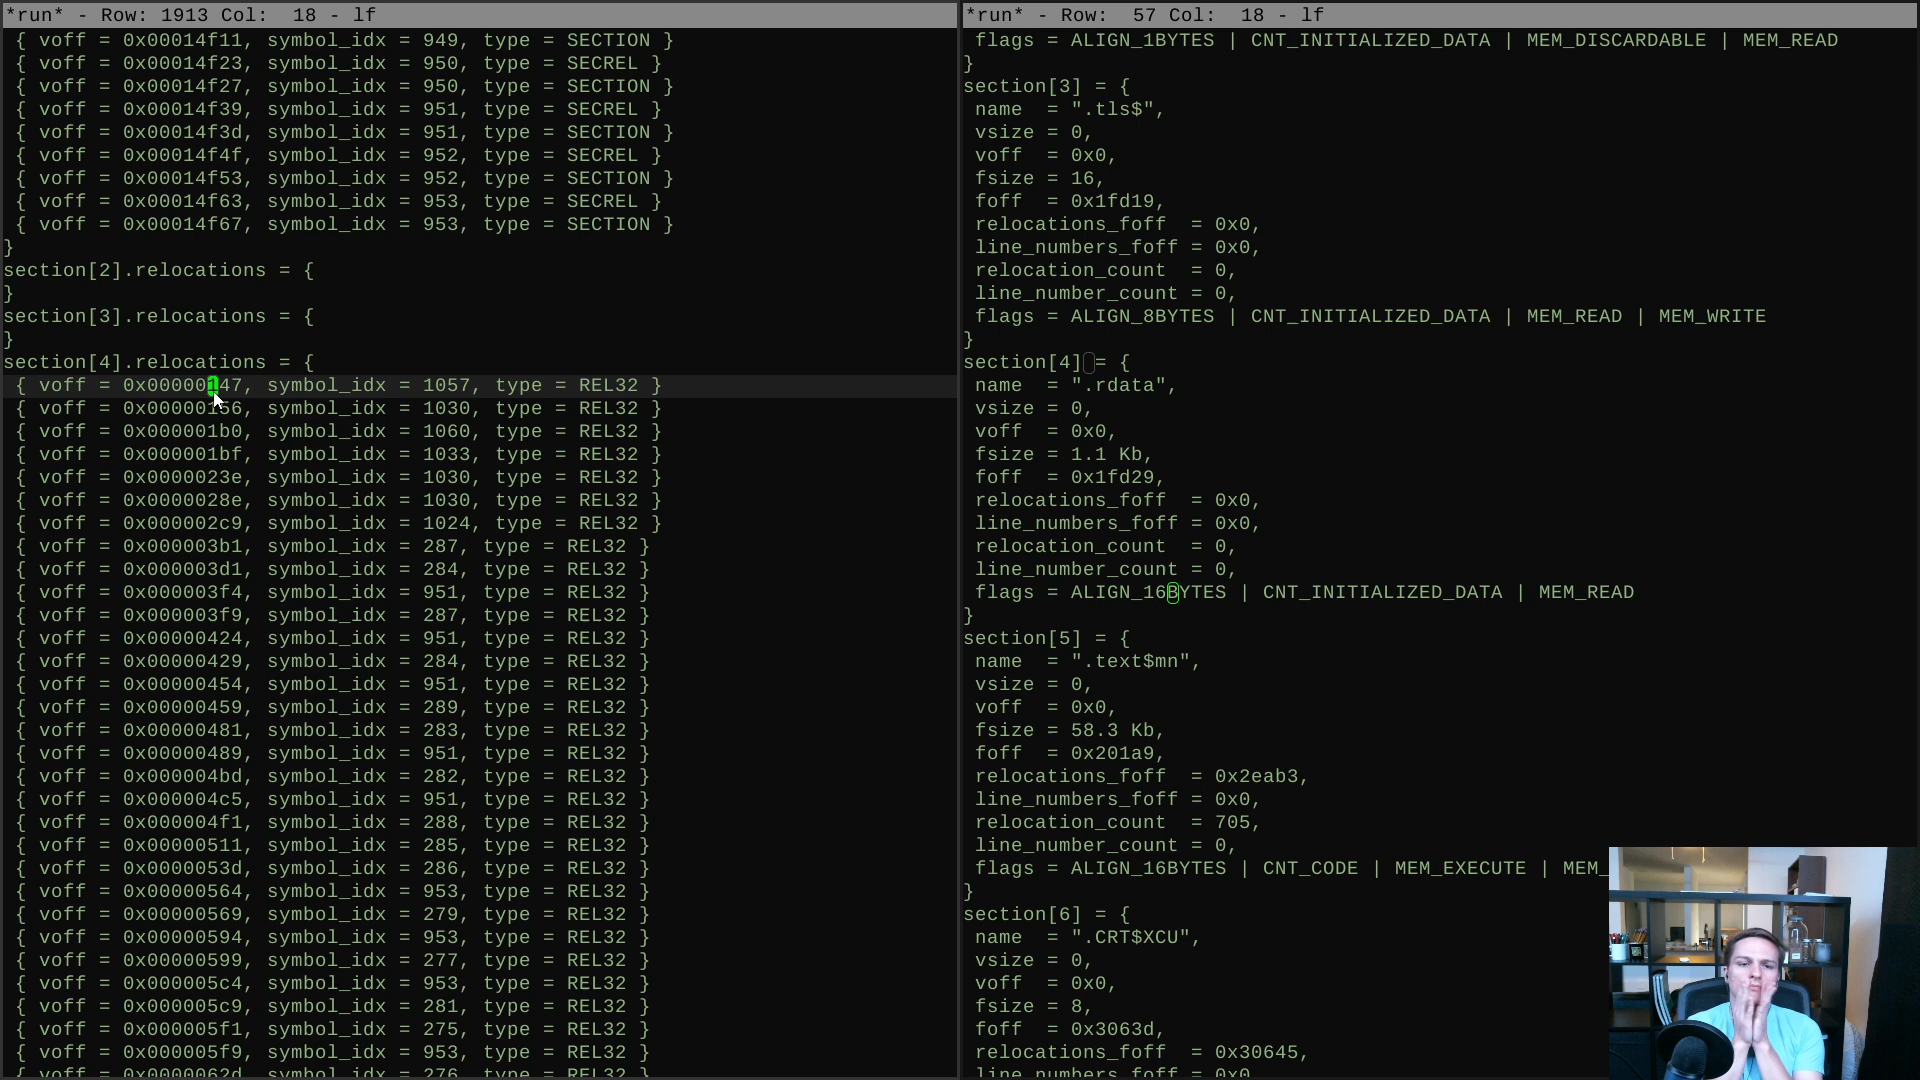 *run* - Row: 1913 Col:  18 - lf
{ voff = 0x00014f11, symbol_idx = 949, type = SECTION }
{ voff = 0x00014f23, symbol_idx = 950, type = SECREL }
{ voff = 0x00014f27, symbol_idx = 950, type = SECTION }
{ voff = 0x00014f39, symbol_idx = 951, type = SECREL }
{ voff = 0x00014f3d, symbol_idx = 951, type = SECTION }
{ voff = 0x00014f4f, symbol_idx = 952, type = SECREL }
{ voff = 0x00014f53, symbol_idx = 952, type = SECTION }
{ voff = 0x00014f63, symbol_idx = 953, type = SECREL }
{ voff = 0x00014f67, symbol_idx = 953, type = SECTION }
}
section[2].relocations = {
}
section[3].relocations = {
}
section[4].relocations = {
{ voff = 0x00000147, symbol_idx = 1057, type = REL32 }
{ voff = 0x00000156, symbol_idx = 1030, type = REL32 }
{ voff = 0x000001b0, symbol_idx = 1060, type = REL32 }
{ voff = 0x000001bf, symbol_idx = 1033, type = REL32 }
{ voff = 0x0000023e, symbol_idx = 1030, type = REL32 }
{ voff = 0x0000028e, symbol_idx = 1030, type = REL32 }
{ voff = 0x000002c9, symbol_idx = 1024, type = REL32 }
{ voff = 0x000003b1, symbol_idx = 287, type = REL32 }
{ voff = 0x000003d1, symbol_idx = 284, type = REL32 }
{ voff = 0x000003f4, symbol_idx = 951, type = REL32 }
{ voff = 0x000003f9, symbol_idx = 287, type = REL32 }
{ voff = 0x00000424, symbol_idx = 951, type = REL32 }
{ voff = 0x00000429, symbol_idx = 284, type = REL32 }
{ voff = 0x00000454, symbol_idx = 951, type = REL32 }
{ voff = 0x00000459, symbol_idx = 289, type = REL32 }
{ voff = 0x00000481, symbol_idx = 283, type = REL32 }
{ voff = 0x00000489, symbol_idx = 951, type = REL32 }
{ voff = 0x000004bd, symbol_idx = 282, type = REL32 }
{ voff = 0x000004c5, symbol_idx = 951, type = REL32 }
{ voff = 0x000004f1, symbol_idx = 288, type = REL32 }
{ voff = 0x00000511, symbol_idx = 285, type = REL32 }
{ voff = 0x0000053d, symbol_idx = 286, type = REL32 }
{ voff = 0x00000564, symbol_idx = 953, type = REL32 }
{ voff = 0x00000569, symbol_idx = 279, type = REL32 }
{ voff = 0x00000594, symbol_idx = 953, type = REL32 }
{ voff = 0x00000599, symbol_idx = 277, type = REL32 }
{ voff = 0x000005c4, symbol_idx = 953, type = REL32 }
{ voff = 0x000005c9, symbol_idx = 281, type = REL32 }
{ voff = 0x000005f1, symbol_idx = 275, type = REL32 }
{ voff = 0x000005f9, symbol_idx = 953, type = REL32 }
{ voff = 0x0000062d, symbol_idx = 276, type = REL32 }
*run* - Row:  57 Col:  18 - lf
flags = ALIGN_1BYTES | CNT_INITIALIZED_DATA | MEM_DISCARDABLE | MEM_READ
}
section[3] = {
name  = ".tls$",
vsize = 0,
voff  = 0x0,
fsize = 16,
foff  = 0x1fd19,
relocations_foff  = 0x0,
line_numbers_foff = 0x0,
relocation_count  = 0,
line_number_count = 0,
flags = ALIGN_8BYTES | CNT_INITIALIZED_DATA | MEM_READ | MEM_WRITE
}
section[4] = {
name  = ".rdata",
vsize = 0,
voff  = 0x0,
fsize = 1.1 Kb,
foff  = 0x1fd29,
relocations_foff  = 0x0,
line_numbers_foff = 0x0,
relocation_count  = 0,
line_number_count = 0,
flags = ALIGN_16BYTES | CNT_INITIALIZED_DATA | MEM_READ
}
section[5] = {
name  = ".text$mn",
vsize = 0,
voff  = 0x0,
fsize = 58.3 Kb,
foff  = 0x201a9,
relocations_foff  = 0x2eab3,
line_numbers_foff = 0x0,
relocation_count  = 705,
line_number_count = 0,
flags = ALIGN_16BYTES | CNT_CODE | MEM_EXECUTE | MEM_
}
section[6] = {
name  = ".CRT$XCU",
vsize = 0,
voff  = 0x0,
fsize = 8,
foff  = 0x3063d,
relocations_foff  = 0x30645,
line_numbers_foff = 0x0